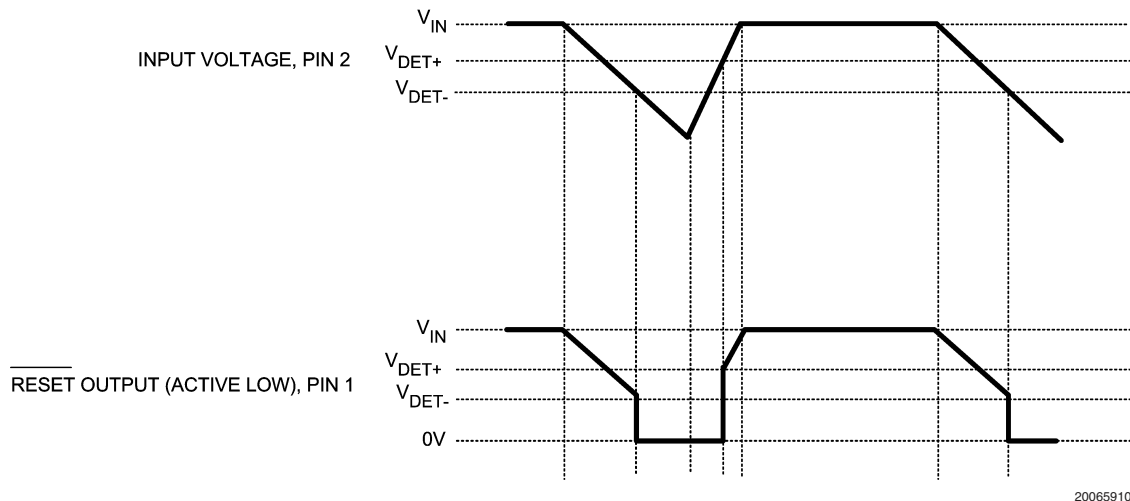 V_IN
INPUT VOLTAGE, PIN 2
V_DET+
V_DET-
V_IN
V_DET+
RESET OUTPUT (ACTIVE LOW), PIN 1
V_DET-
0V
20065910